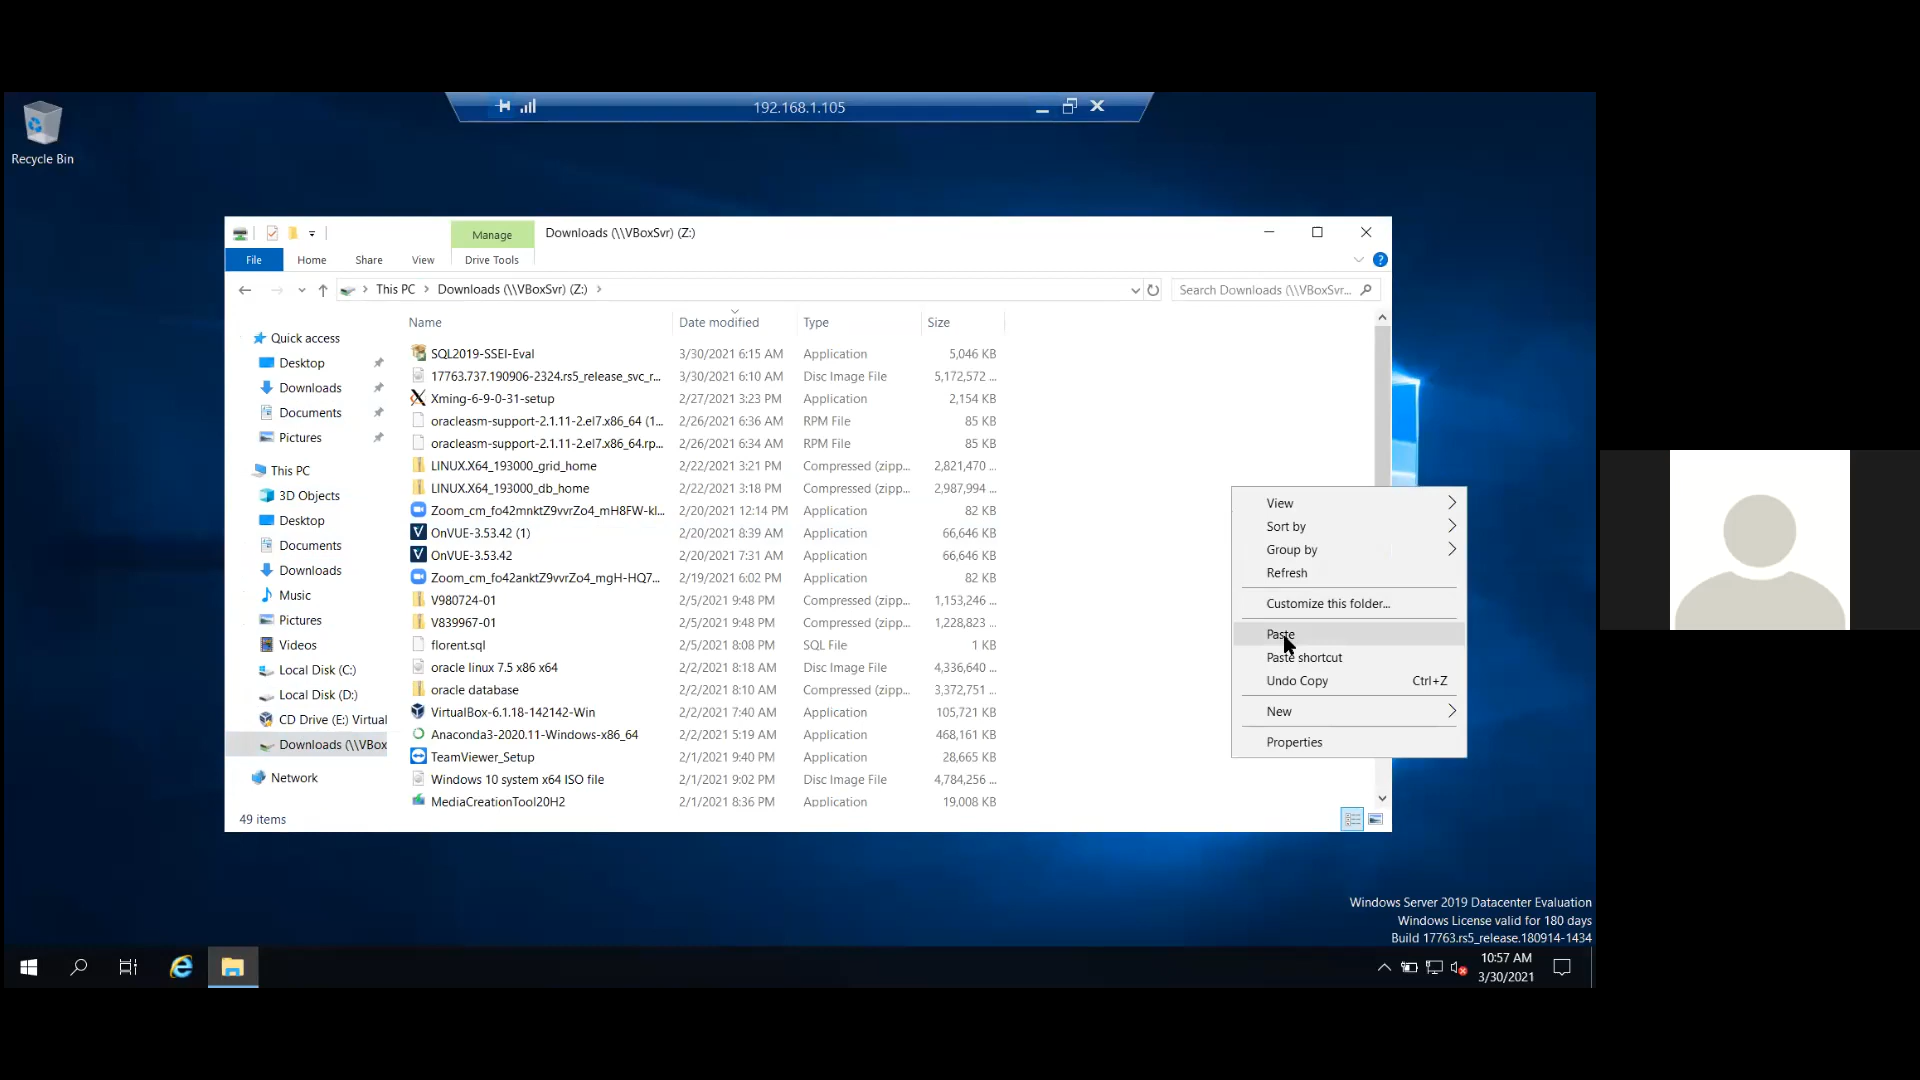 192.168.1.105
Recycle Bin
Manage
Downloads (\\VBoxSvr) (Z:)
File
Home
Share
View
Drive Tools
This PC
Downloads (\\VBoxSvr) (Z:)
Search Downloads (\\VBoxSvr...
Name Date modified Type Size
Quick access
Desktop
Downloads
Documents
Pictures
This PC
3D Objects
Desktop
Documents
Downloads
Music
Pictures
Videos
Local Disk (C:)
Local Disk (D:)
CD Drive (E:) Virtual
Downloads (\\VBox
Network
SQL2019-SSEI-Eval 3/30/2021 6:15 AM Application 5,046 KB
17763.737.190906-2324.rs5_release_svc_r... 3/30/2021 6:10 AM Disc Image File 5,172,572 ...
Xming-6-9-0-31-setup 2/27/2021 3:23 PM Application 2,154 KB
oracleasm-support-2.1.11-2.el7.x86_64 (1... 2/26/2021 6:36 AM RPM File 85 KB
oracleasm-support-2.1.11-2.el7.x86_64.rp... 2/26/2021 6:34 AM RPM File 85 KB
LINUX.X64_193000_grid_home 2/22/2021 3:21 PM Compressed (zipp... 2,821,470 ...
LINUX.X64_193000_db_home 2/22/2021 3:18 PM Compressed (zipp... 2,987,994 ...
Zoom_cm_fo42mnktZ9vvrZo4_mH8FW-kl... 2/20/2021 12:14 PM Application 82 KB
OnVUE-3.53.42 (1) 2/20/2021 8:39 AM Application 66,646 KB
OnVUE-3.53.42 2/20/2021 7:31 AM Application 66,646 KB
Zoom_cm_fo42anktZ9vvrZo4_mgH-HQ7... 2/19/2021 6:02 PM Application 82 KB
V980724-01 2/5/2021 9:48 PM Compressed (zipp... 1,153,246 ...
V839967-01 2/5/2021 9:48 PM Compressed (zipp... 1,228,823 ...
florent.sql 2/5/2021 8:08 PM SQL File 1 KB
oracle linux 7.5 x86 x64 2/2/2021 8:18 AM Disc Image File 4,336,640 ...
oracle database 2/2/2021 8:10 AM Compressed (zipp... 3,372,751 ...
VirtualBox-6.1.18-142142-Win 2/2/2021 7:40 AM Application 105,721 KB
Anaconda3-2020.11-Windows-x86_64 2/2/2021 5:19 AM Application 468,161 KB
TeamViewer_Setup 2/1/2021 9:40 PM Application 28,665 KB
Windows 10 system x64 ISO file 2/1/2021 9:02 PM Disc Image File 4,784,256 ...
MediaCreationTool20H2 2/1/2021 8:36 PM Application 19,008 KB
49 items
View
Sort by
Group by
Refresh
Customize this folder...
Paste
Paste shortcut
Undo Copy Ctrl+Z
New
Properties
Windows Server 2019 Datacenter Evaluation
Windows License valid for 180 days
Build 17763.rs5_release.180914-1434
10:57 AM
3/30/2021